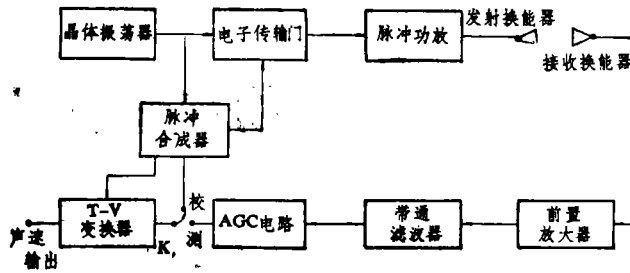 晶体振荡器
电子传输门
脉冲功放
发射换能器
接收换能器
脉冲
合成器
声速
输出
T-V
变换器
K,
校
测
AGC电路
带通
滤波器
前置
放大器